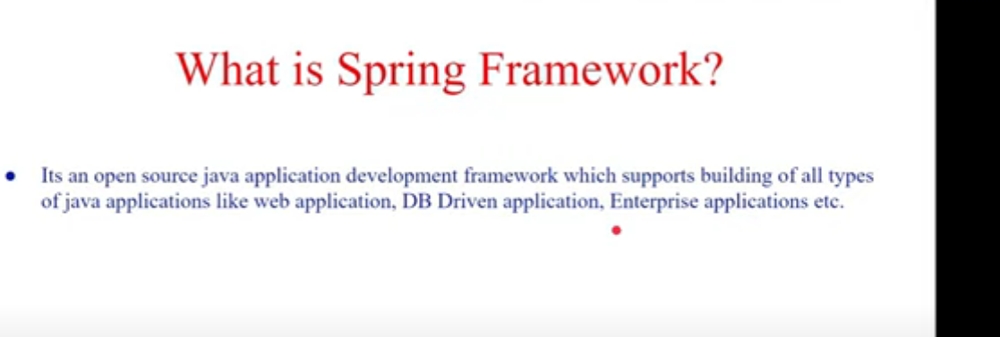 What is Spring Framework?
• Its an open source java application development framework which supports building of all types
of java applications like web application, DB Driven application, Enterprise applications etc.